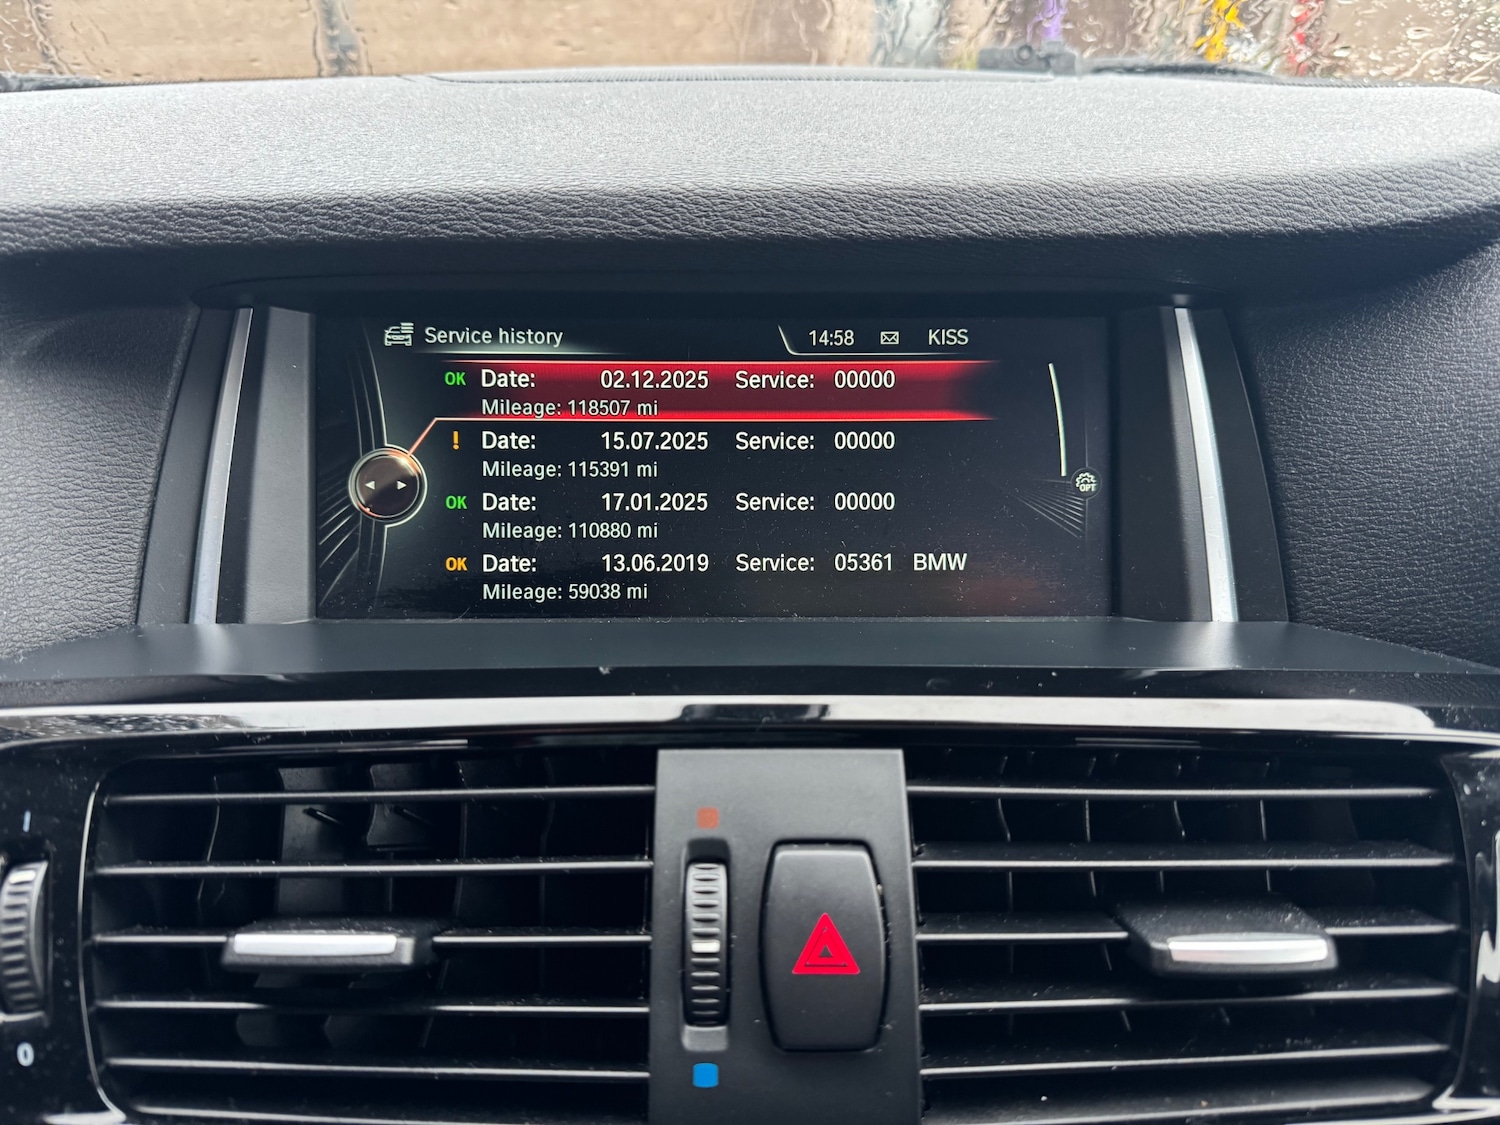 Service history 14:58 KISS
OK Date: 02.12.2025 Service: 00000
Mileage: 118507 mi
! Date: 15.07.2025 Service: 00000
Mileage: 115391 mi
OK Date: 17.01.2025 Service: 00000
Mileage: 110880 mi
OK Date: 13.06.2019 Service: 05361 BMW
Mileage: 59038 mi
OPT
I
0